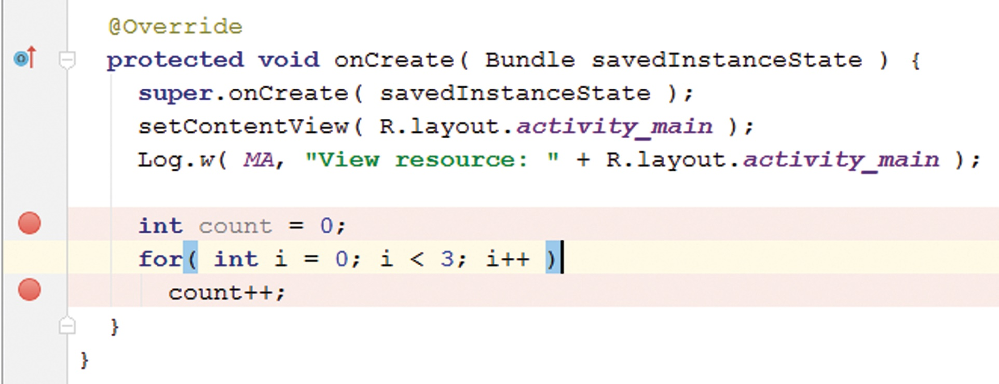 @Override
protected void onCreate( Bundle savedInstanceState ) {
super.onCreate( savedInstanceState );
setContentView( R.layout.activity_main );
Log.w( MA, "View resource: " + R.layout.activity_main );
int count = 0;
for( int i = 0; i < 3; i++ )
count++;
}
}